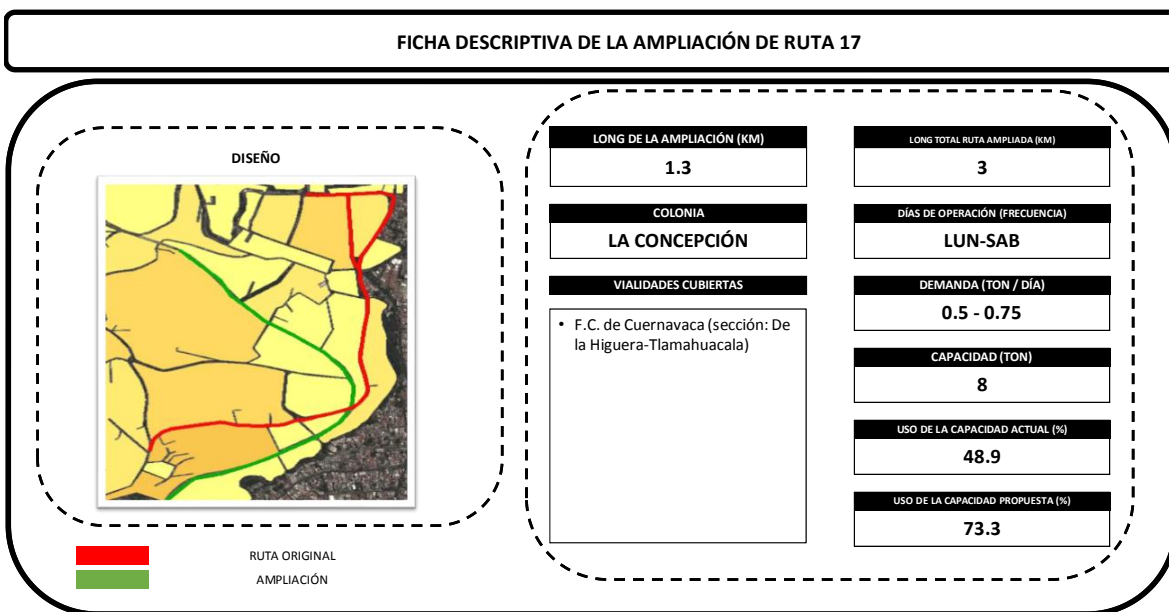 FICHA DESCRIPTIVA DE LA AMPLIACIÓN DE RUTA 17
DISEÑO
RUTA ORIGINAL
AMPLIACIÓN
LONG DE LA AMPLIACIÓN (KM)
1.3
COLONIA
LA CONCEPCIÓN
VIALIDADES CUBIERTAS
• F.C. de Cuernavaca (sección: De
la Higuera-Tlamahuacala)
LONG TOTAL RUTA AMPLIADA (KM)
3
DÍAS DE OPERACIÓN (FRECUENCIA)
LUN-SAB
DEMANDA (TON / DÍA)
0.5 - 0.75
CAPACIDAD (TON)
8
USO DE LA CAPACIDAD ACTUAL (%)
48.9
USO DE LA CAPACIDAD PROPUESTA (%)
73.3